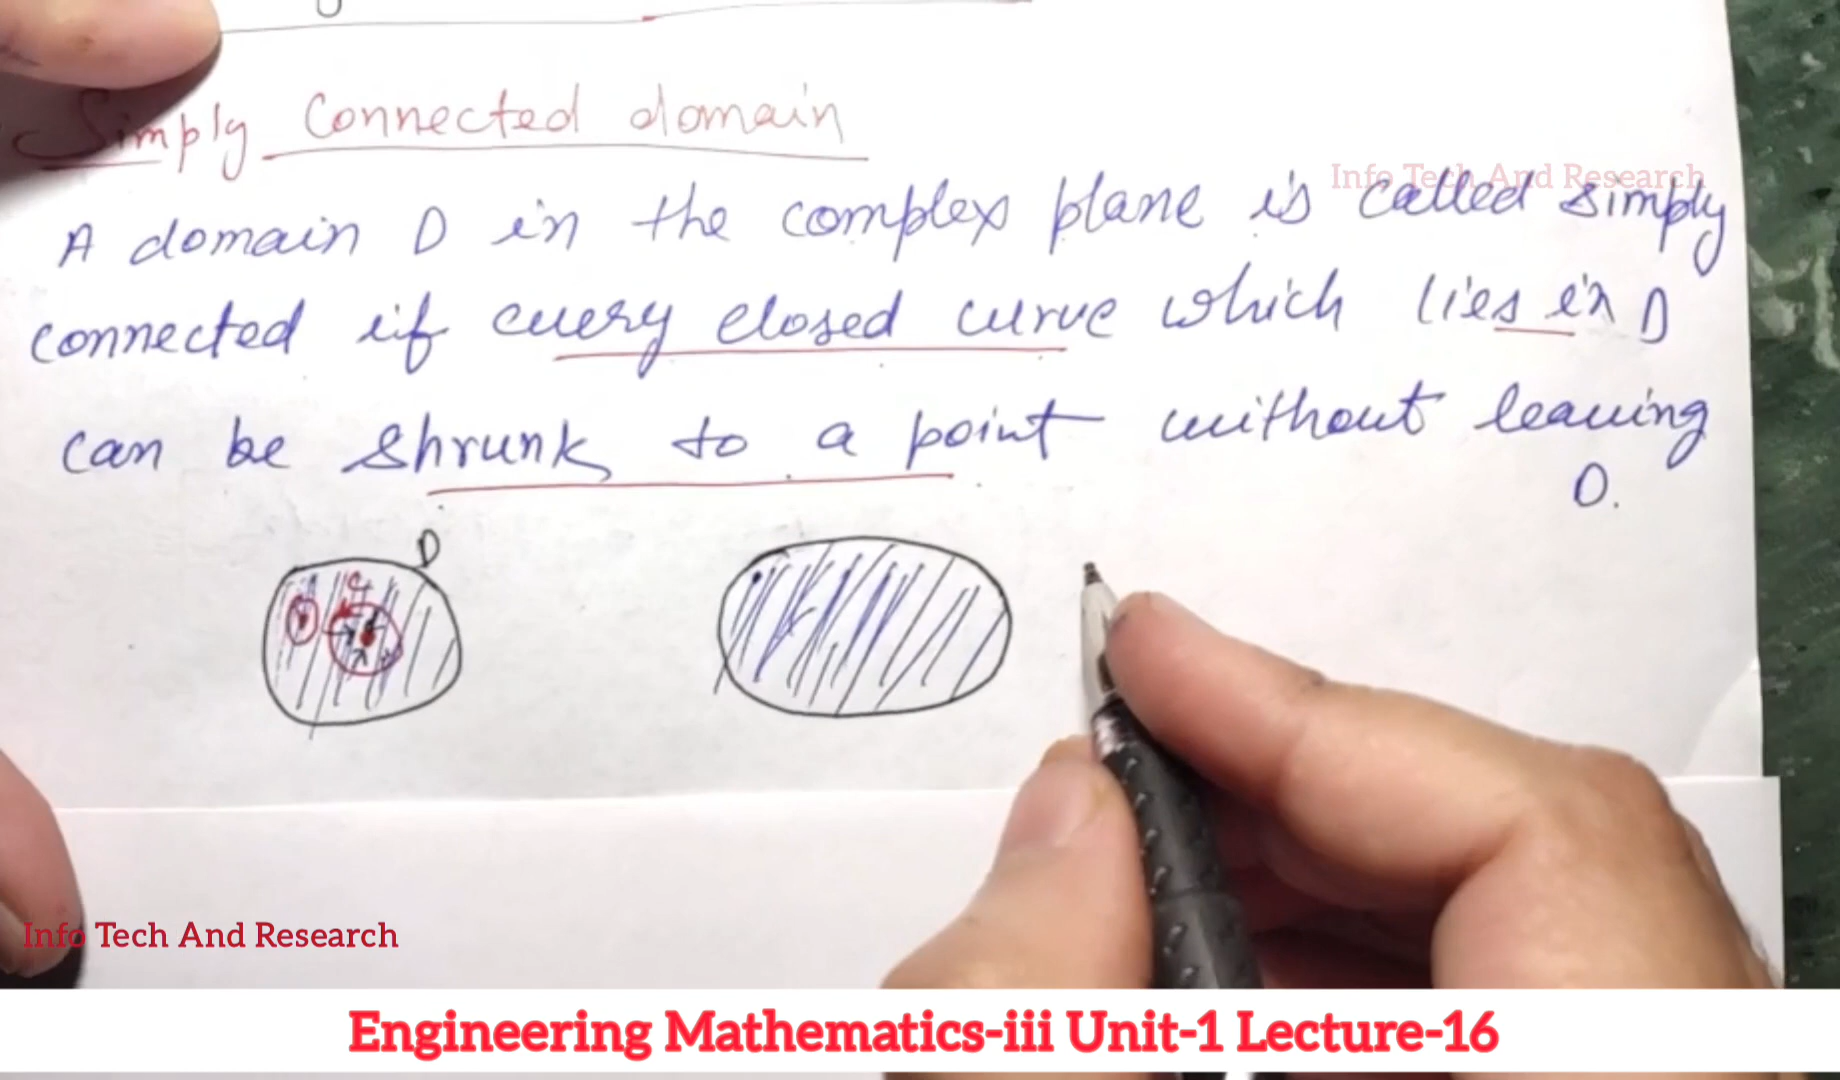 Simply Connected domain
Info Tech And Research
A domain D in the complex plane is called simply
connected if every closed curve which lies in D
can be shrunk to a point without leaving
D.
D
C
Info Tech And Research
Engineering Mathematics-iii Unit-1 Lecture-16